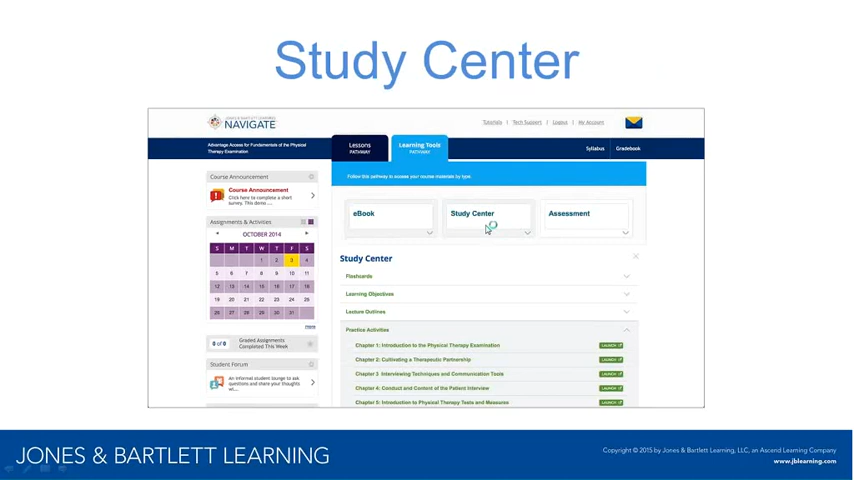 Study Center
JONES & BARTLETT LEARNING
NAVIGATE
Tutorials | Tech Support | Logout | My Account
Advantage Access for Fundamentals of the Physical
Therapy Examination
Lessons
PATHWAY
Learning Tools
PATHWAY
Syllabus | Gradebook
Follow this pathway to access your course materials by type.
Course Announcement
Course Announcement
Click here to complete a short
survey. This demo ....
Assignments & Activities
OCTOBER 2014
S M T W T F S
1 2 3 4
5 6 7 8 9 10 11
12 13 14 15 16 17 18
19 20 21 22 23 24 25
26 27 28 29 30 31
more
0 of 0
Graded Assignments
Completed This Week
Student Forum
An informal student lounge to ask
questions and share your thoughts
wi...
eBook
Study Center
Assessment
Study Center
Flashcards
Learning Objectives
Lecture Outlines
Practice Activities
Chapter 1: Introduction to the Physical Therapy Examination LAUNCH
Chapter 2: Cultivating a Therapeutic Partnership LAUNCH
Chapter 3 Interviewing Techniques and Communication Tools LAUNCH
Chapter 4: Conduct and Content of the Patient Interview LAUNCH
Chapter 5: Introduction to Physical Therapy Tests and Measures LAUNCH
JONES & BARTLETT LEARNING
Copyright © 2015 by Jones & Bartlett Learning, LLC, an Ascend Learning Company
www.jblearning.com